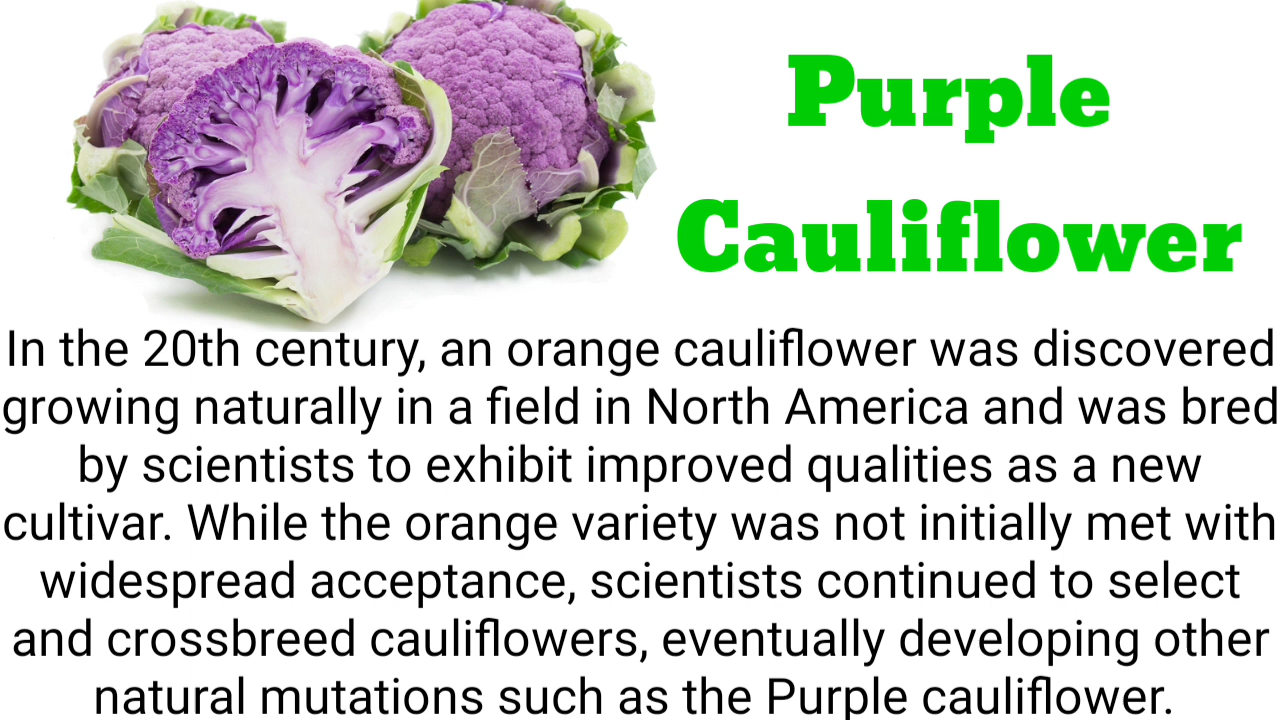 Purple
Cauliflower
In the 20th century, an orange cauliflower was discovered
growing naturally in a field in North America and was bred
by scientists to exhibit improved qualities as a new
cultivar. While the orange variety was not initially met with
widespread acceptance, scientists continued to select
and crossbreed cauliflowers, eventually developing other
natural mutations such as the Purple cauliflower.